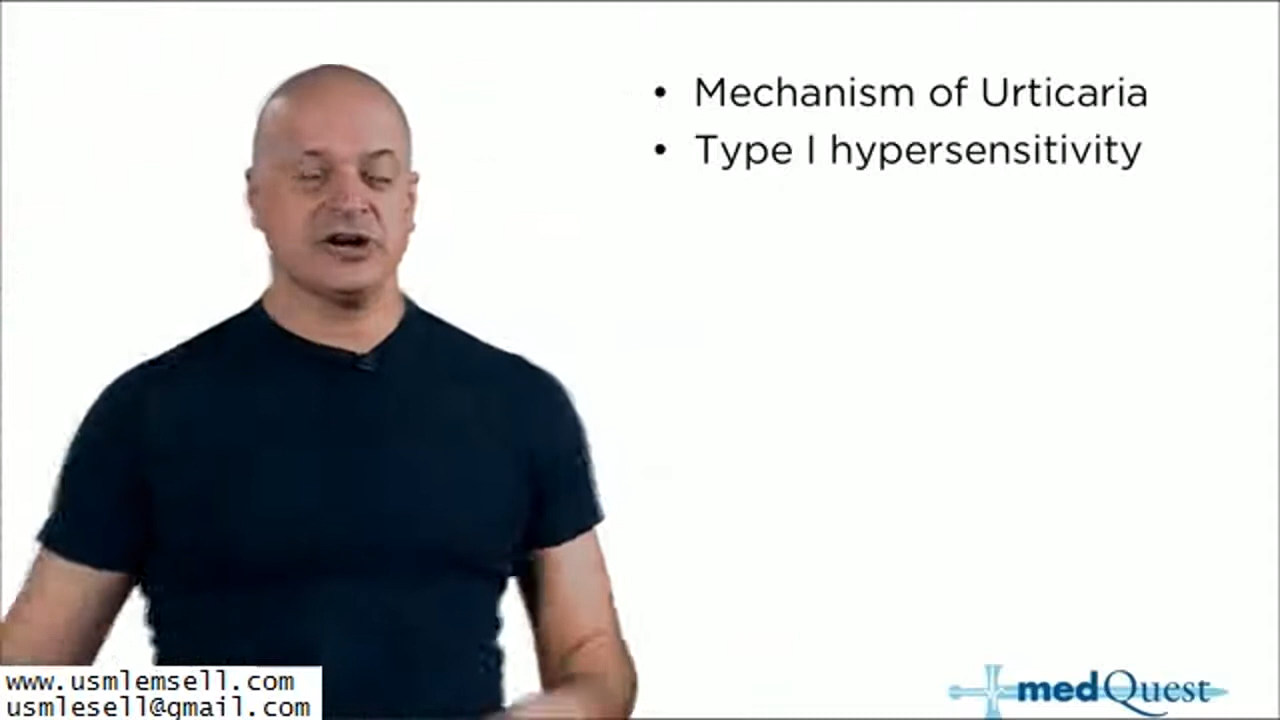 • Mechanism of Urticaria
• Type I hypersensitivity
www.usmlemsell.com
usmlesell@gmail.com
medQuest